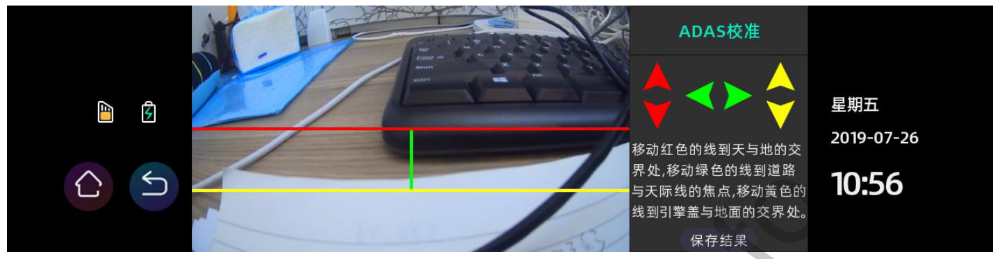 ADAS校准
移动红色的线到天与地的交
界处,移动绿色的线到道路
与天际线的焦点,移动黃色的
线到引擎盖与地面的交界处。
保存结果
星期五
2019-07-26
10:56